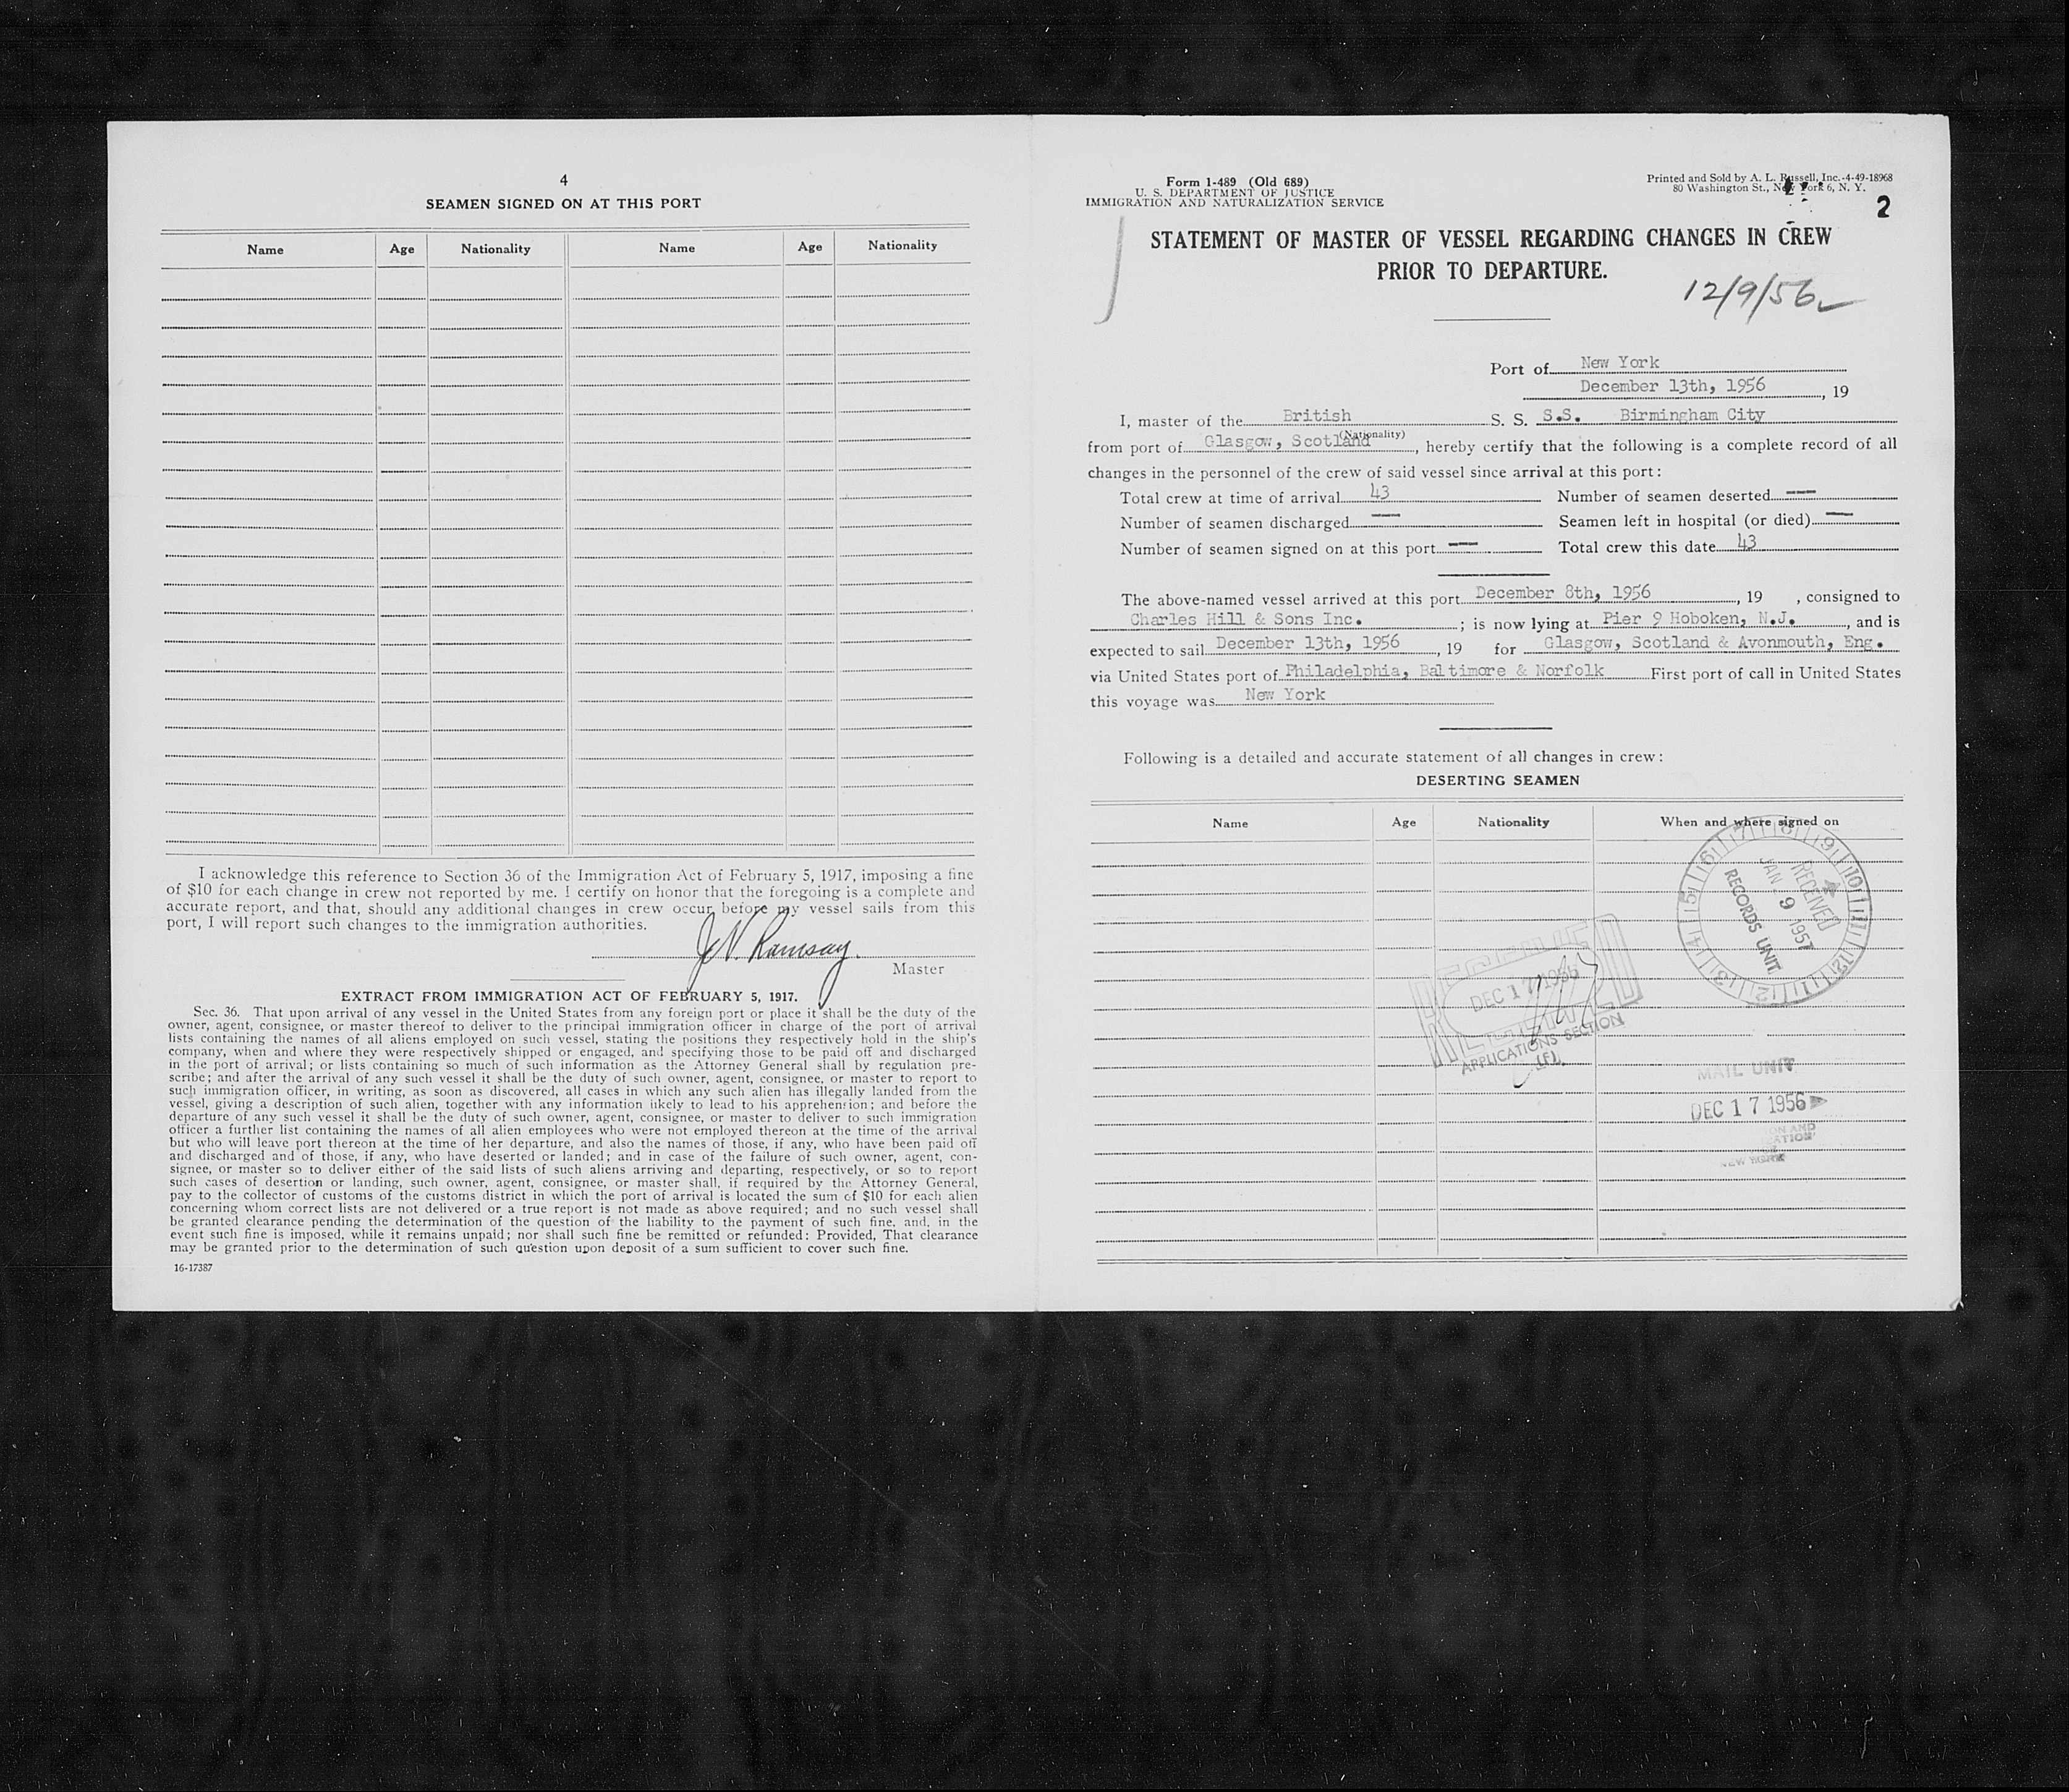 4
SEAMEN SIGNED ON AT THIS PORT
Name Age Nationality Name Age Nationality
I acknowledge this reference to Section 36 of the Immigration Act of February 5, 1917, imposing a fine
of $10 for each change in crew not reported by me. I certify on honor that the foregoing is a complete and
accurate report, and that, should any additional changes in crew occur before my vessel sails from this
port, I will report such changes to the immigration authorities.
Ramsay.
Master
EXTRACT FROM IMMIGRATION ACT OF FEBRUARY 5, 1917.
Sec. 36. That upon arrival of any vessel in the United States from any foreign port or place it shall be the duty of the
owner, agent, consignee, or master thereof to deliver to the principal immigration officer in charge of the port of arrival
lists containing the names of all aliens employed on such vessel, stating the positions they respectively hold in the ship's
company, when and where they were respectively shipped or engaged, and specifying those to be paid off and discharged
in the port of arrival; or lists containing so much of such information as the Attorney General shall by regulation pre-
scribe; and after the arrival of any such vessel it shall be the duty of such owner, agent, consignee, or master to report to
such immigration officer, in writing, as soon as discovered, all cases in which any such alien has illegally landed from the
vessel, giving a description of such alien, together with any information likely to lead to his apprehension; and before the
departure of any such vessel it shall be the duty of such owner, agent, consignee, or master to deliver to such immigration
officer a further list containing the names of all alien employees who were not employed thereon at the time of the arrival
but who will leave port thereon at the time of her departure, and also the names of those, if any, who have been paid off
and discharged and of those, if any, who have deserted or landed; and in case of the failure of such owner, agent, con-
signee, or master so to deliver either of the said lists of such aliens arriving and departing, respectively, or so to report
such cases of desertion or landing, such owner, agent, consignee, or master shall, if required by the Attorney General,
pay to the collector of customs of the customs district in which the port of arrival is located the sum of $10 for each alien
concerning whom correct lists are not delivered or a true report is not made as above required; and no such vessel shall
be granted clearance pending the determination of the question of the liability to the payment of such fine, and, in the
event such fine is imposed, while it remains unpaid; nor shall such fine be remitted or refunded: Provided, That clearance
may be granted prior to the determination of such question upon deposit of a sum sufficient to cover such fine.
16-17387
Form 1-489 (Old 689)
U. S. DEPARTMENT OF JUSTICE
IMMIGRATION AND NATURALIZATION SERVICE
Printed and Sold by A. L. Russell, Inc.-4-49-18968
80 Washington St., New York 6, N. Y.
2
STATEMENT OF MASTER OF VESSEL REGARDING CHANGES IN CREW
PRIOR TO DEPARTURE.
12/9/56
Port of New York
December 13th, 1956, 19
I, master of the British S. S. S.S. Birmingham City
(Nationality)
from port of Glasgow, Scotland, hereby certify that the following is a complete record of all
changes in the personnel of the crew of said vessel since arrival at this port:
Total crew at time of arrival 43 Number of seamen deserted —
Number of seamen discharged — Seamen left in hospital (or died) —
Number of seamen signed on at this port — Total crew this date 43
The above-named vessel arrived at this port December 8th, 1956, 19 , consigned to
Charles Hill & Sons Inc. ; is now lying at Pier 9 Hoboken, N.J., and is
expected to sail December 13th, 1956, 19 for Glasgow, Scotland & Avonmouth, Eng.
via United States port of Philadelphia, Baltimore & Norfolk First port of call in United States
this voyage was New York
Following is a detailed and accurate statement of all changes in crew:
DESERTING SEAMEN
Name Age Nationality When and where signed on
RECEIVED
JAN 9 1957
RECORDS UNIT
DEC 17 1956
APPLICATIONS SECTION
MAIL UNIT
DEC 17 1956
NEW YORK